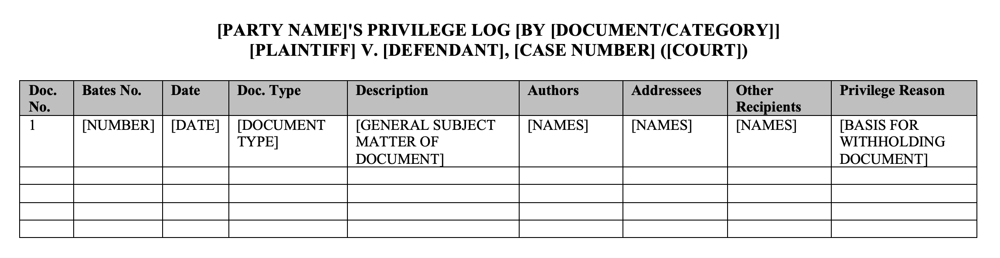 [PARTY NAME]'S PRIVILEGE LOG [BY [DOCUMENT/CATEGORY]]
[PLAINTIFF] V. [DEFENDANT], [CASE NUMBER] ([COURT])
Doc. No.
Bates No.
Date
Doc. Type
Description
Authors
Addressees
Other
Recipients
Privilege Reason
1
[NUMBER]
[DATE]
[DOCUMENT
TYPE]
[GENERAL SUBJECT
MATTER OF
DOCUMENT]
[NAMES]
[NAMES]
[NAMES]
[BASIS FOR
WITHHOLDING
DOCUMENT]